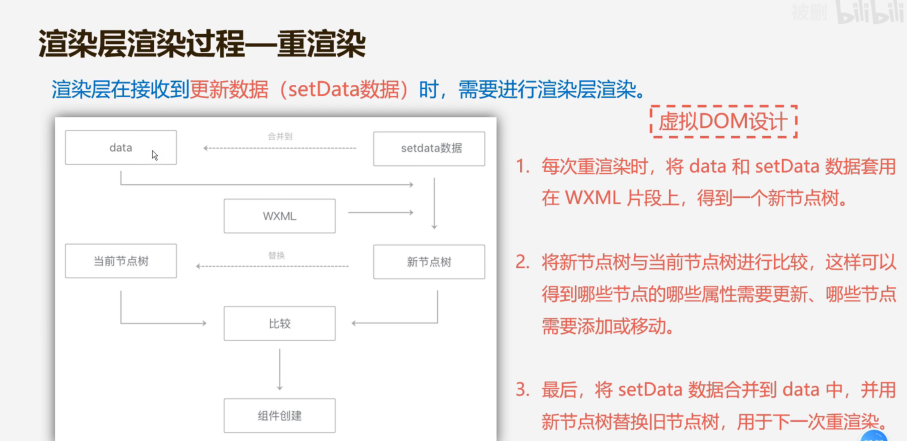 被删 bilibili
渲染层渲染过程—重渲染
渲染层在接收到更新数据（setData数据）时，需要进行渲染层渲染。
data
合并到
setdata数据
WXML
当前节点树
替换
新节点树
比较
组件创建
虚拟DOM设计
1. 每次重渲染时，将 data 和 setData 数据套用
在 WXML 片段上，得到一个新节点树。
2. 将新节点树与当前节点树进行比较，这样可以
得到哪些节点的哪些属性需要更新、哪些节点
需要添加或移动。
3. 最后，将 setData 数据合并到 data 中，并用
新节点树替换旧节点树，用于下一次重渲染。